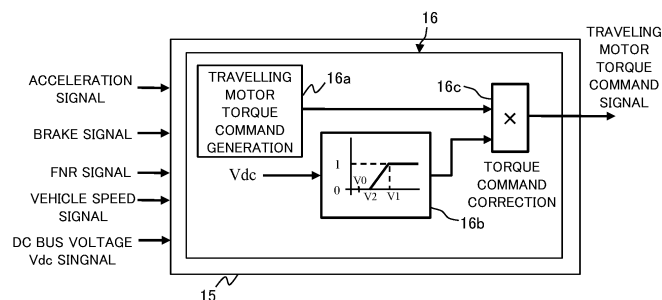 ACCELERATION
SIGNAL
BRAKE SIGNAL
FNR SIGNAL
VEHICLE SPEED
SIGNAL
DC BUS VOLTAGE
Vdc SINGNAL
15
16
TRAVELLING
MOTOR
TORQUE
COMMAND
GENERATION
16a
Vdc
1
0
V0
V2
V1
16b
16c
×
TORQUE
COMMAND
CORRECTION
TRAVELING
MOTOR
TORQUE
COMMAND
SIGNAL